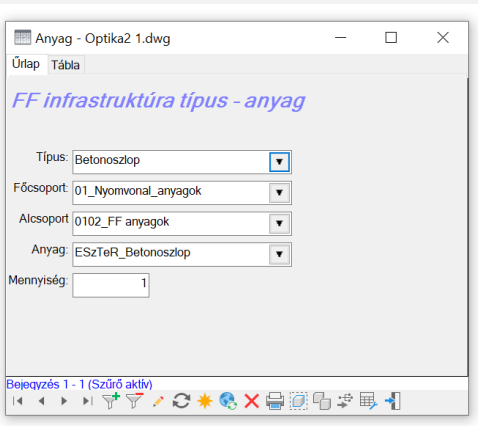 Anyag - Optika2 1.dwg
Űrlap Tábla
FF infrastruktúra típus - anyag
Típus: Betonoszlop
Főcsoport: 01_Nyomvonal_anyagok
Alcsoport 0102_FF anyagok
Anyag: ESzTeR_Betonoszlop
Mennyiség: 1
Bejegyzés 1 - 1 (Szűrő aktív)